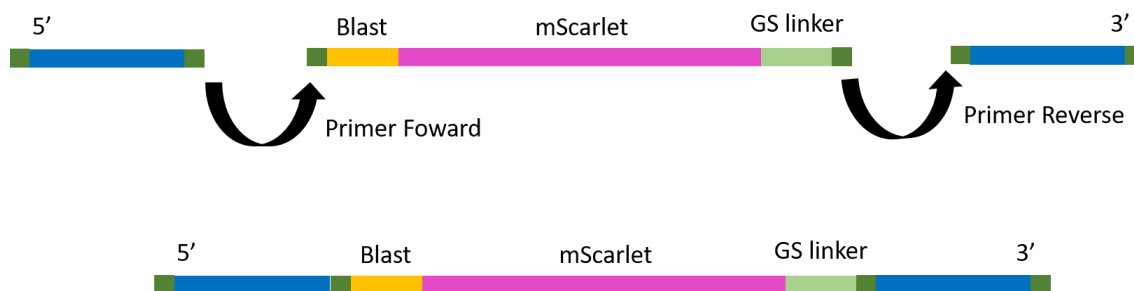 5’ Blast mScarlet GS linker 3’
Primer Foward Primer Reverse
5’ Blast mScarlet GS linker 3’